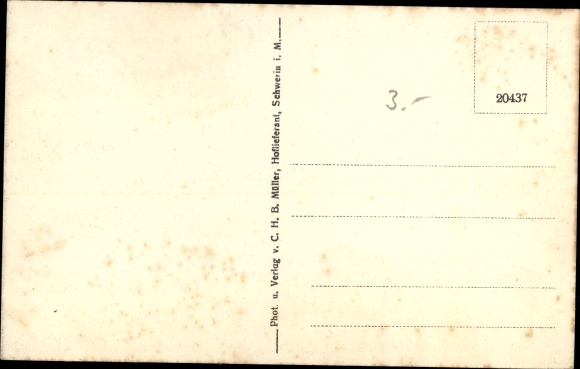 Phot. u. Verlag v. C. H. B. Müller, Hoflieferant, Schwerin i. M.
3.-
20437